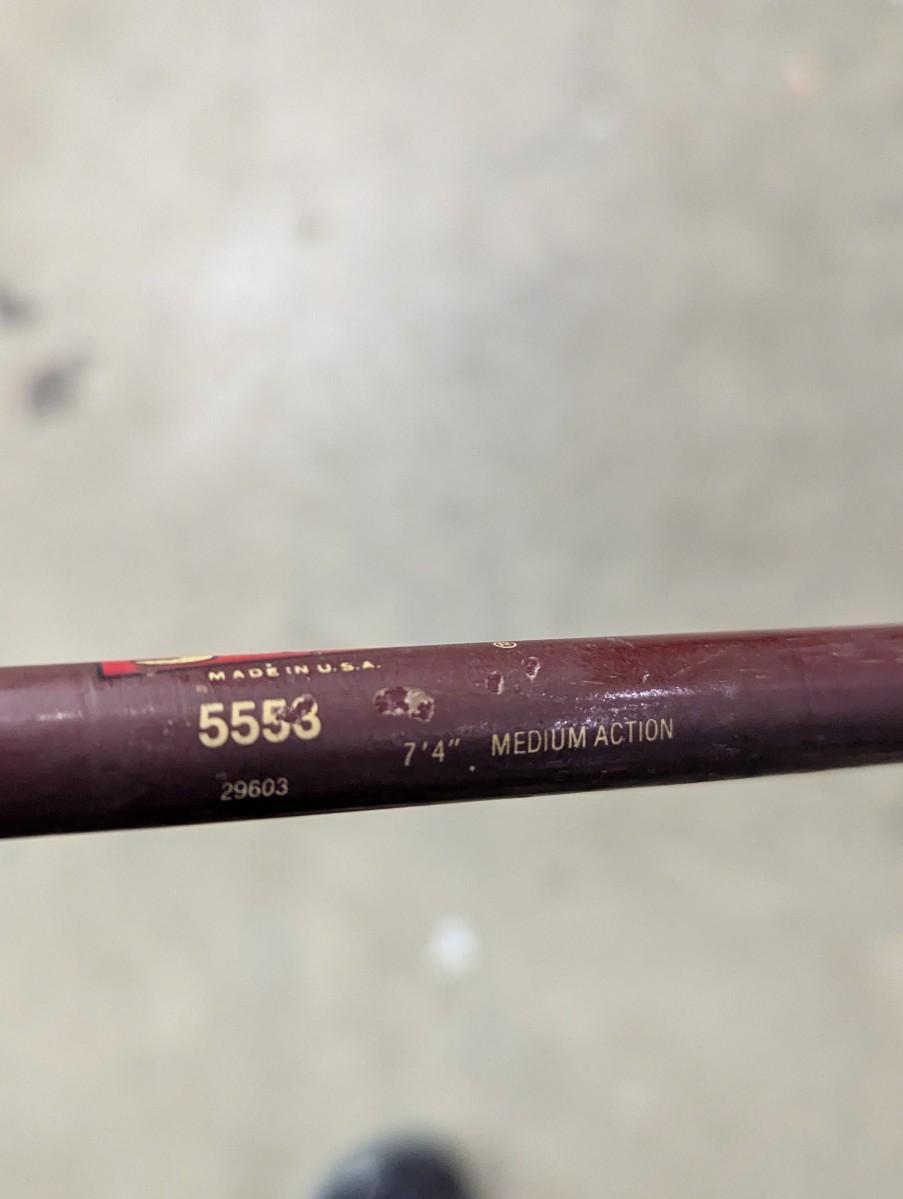 ®
MADE IN U.S.A.
5553
7'4" MEDIUM ACTION
29603